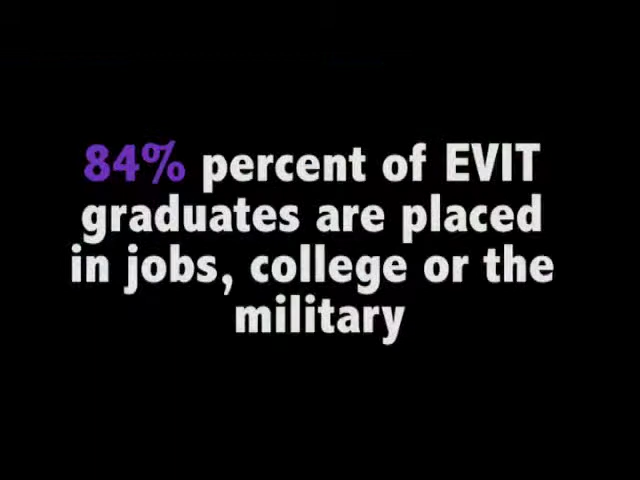 84% percent of EVIT
graduates are placed
in jobs, college or the
military